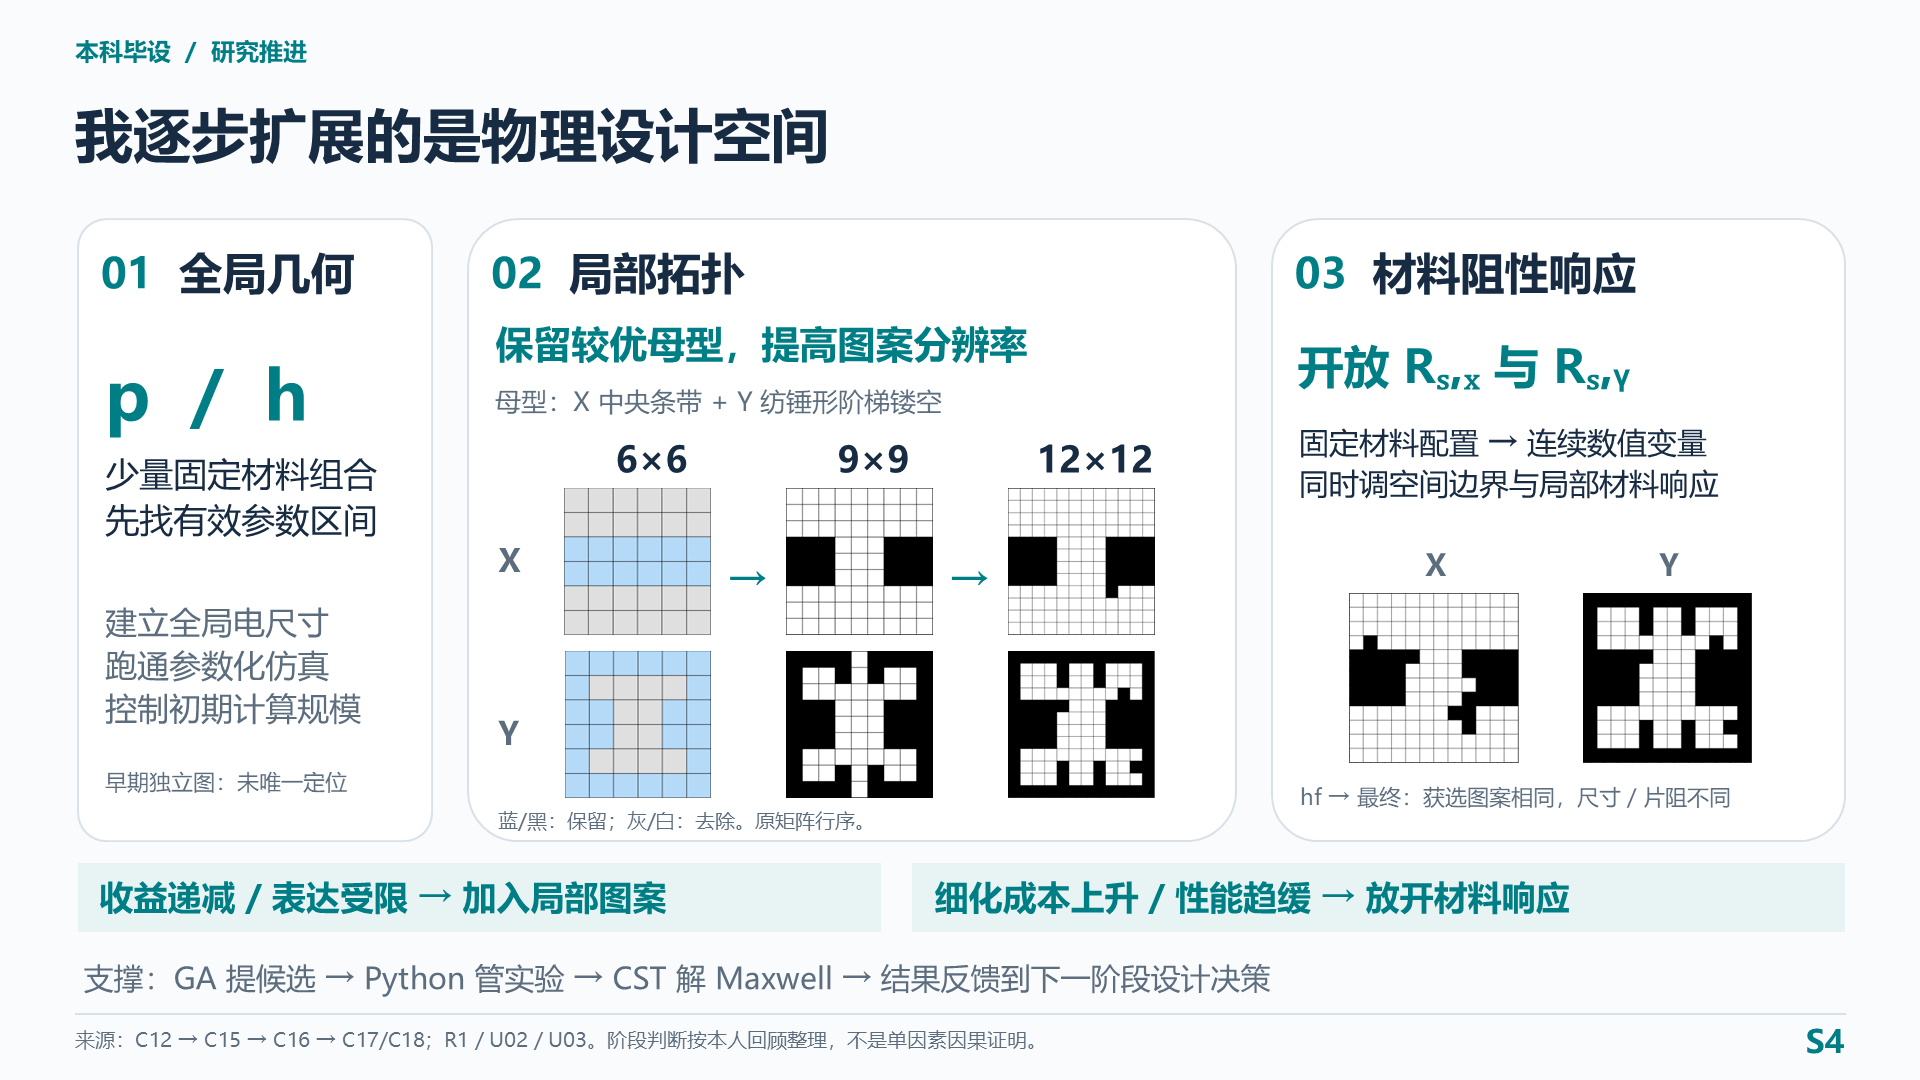 本科毕设 / 研究推进
我逐步扩展的是物理设计空间
01 全局几何
p / h
少量固定材料组合
先找有效参数区间
建立全局电尺寸
跑通参数化仿真
控制初期计算规模
早期独立图：未唯一定位
02 局部拓扑
保留较优母型，提高图案分辨率
母型：X 中央条带 + Y 纺锤形阶梯镂空
6×6 9×9 12×12
X
→ →
Y
蓝/黑：保留；灰/白：去除。原矩阵行序。
03 材料阻性响应
开放 Rs,x 与 Rs,y
固定材料配置 → 连续数值变量
同时调空间边界与局部材料响应
X Y
hf → 最终：获选图案相同，尺寸 / 片阻不同
收益递减 / 表达受限 → 加入局部图案
细化成本上升 / 性能趋缓 → 放开材料响应
支撑：GA 提候选 → Python 管实验 → CST 解 Maxwell → 结果反馈到下一阶段设计决策
来源：C12 → C15 → C16 → C17/C18；R1 / U02 / U03。阶段判断按本人回顾整理，不是单因素因果证明。
S4